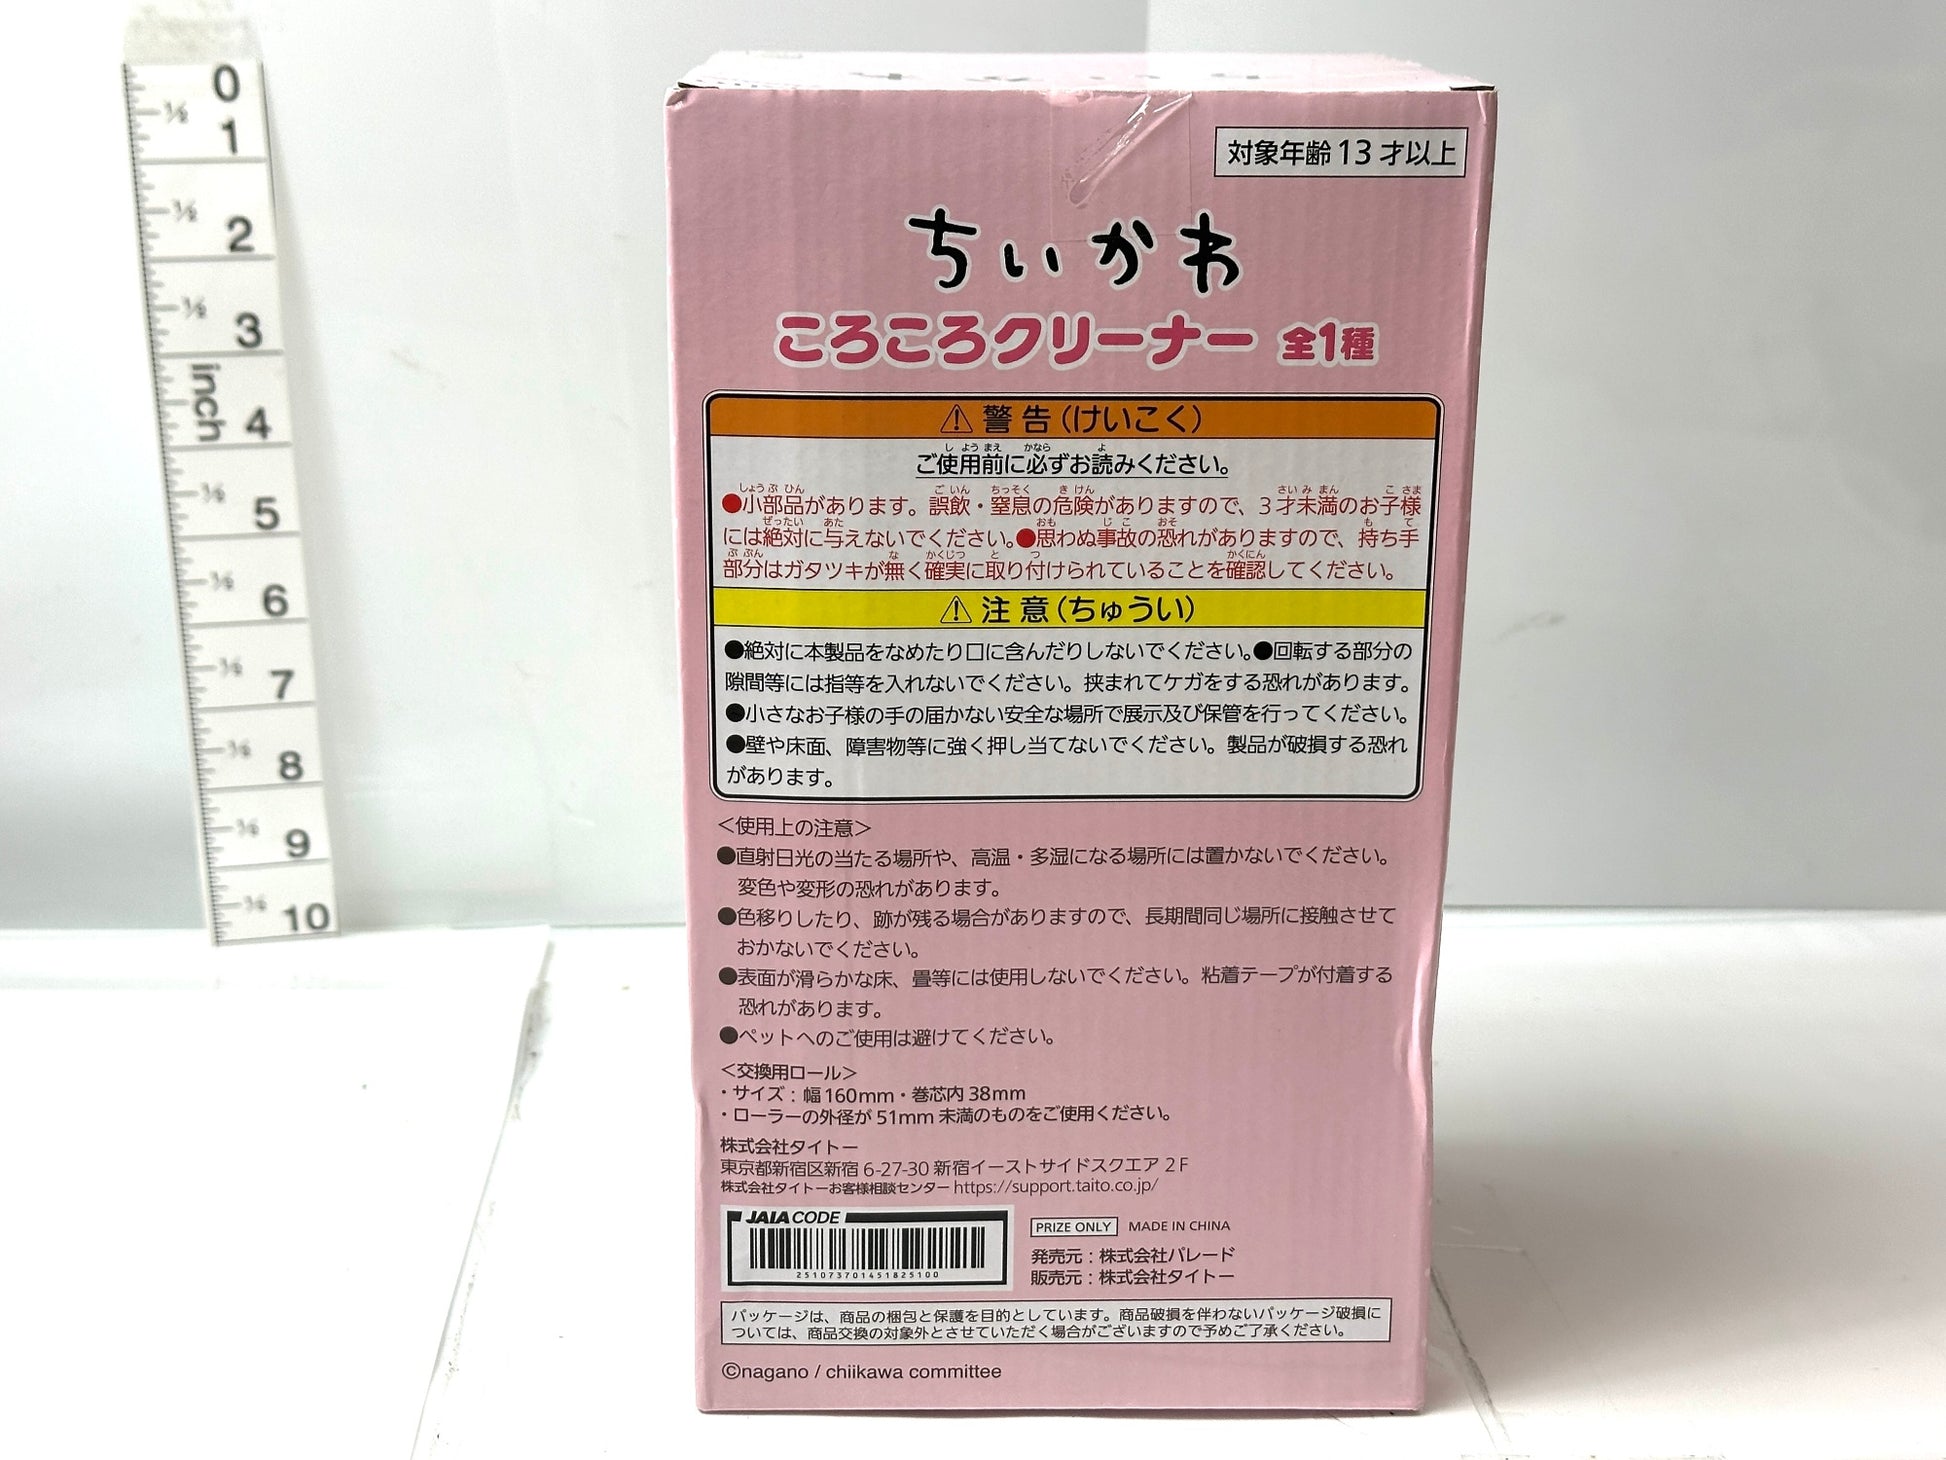 0
1
2
3
inch
4
5
6
7
8
9
10
対象年齢13才以上
ちいかわ
ころころクリーナー 全1種
⚠ 警告(けいこく)
ご使用前に必ずお読みください。
●小部品があります。誤飲・窒息の危険がありますので、3才未満のお子様
には絶対に与えないでください。●思わぬ事故の恐れがありますので、持ち手
部分はガタツキが無く確実に取り付けられていることを確認してください。
⚠ 注意(ちゅうい)
●絶対に本製品をなめたり口に含んだりしないでください。●回転する部分の
隙間等には指等を入れないでください。挟まれてケガをする恐れがあります。
●小さなお子様の手の届かない安全な場所で展示及び保管を行ってください。
●壁や床面、障害物等に強く押し当てないでください。製品が破損する恐れ
があります。
<使用上の注意>
●直射日光の当たる場所や、高温・多湿になる場所には置かないでください。
変色や変形の恐れがあります。
●色移りしたり、跡が残る場合がありますので、長期間同じ場所に接触させて
おかないでください。
●表面が滑らかな床、畳等には使用しないでください。粘着テープが付着する
恐れがあります。
●ペットへのご使用は避けてください。
<交換用ロール>
・サイズ：幅160mm・巻芯内38mm
・ローラーの外径が51mm未満のものをご使用ください。
株式会社タイトー
東京都新宿区新宿6-27-30 新宿イーストサイドスクエア 2F
株式会社タイトーお客様相談センター https://support.taito.co.jp/
JAIA CODE
2510737014518251００
PRIZE ONLY MADE IN CHINA
発売元：株式会社パレード
販売元：株式会社タイトー
パッケージは、商品の梱包と保護を目的としています。商品破損を伴わないパッケージ破損に
ついては、商品交換の対象外とさせていただく場合がございますので予めご了承ください。
©nagano / chiikawa committee